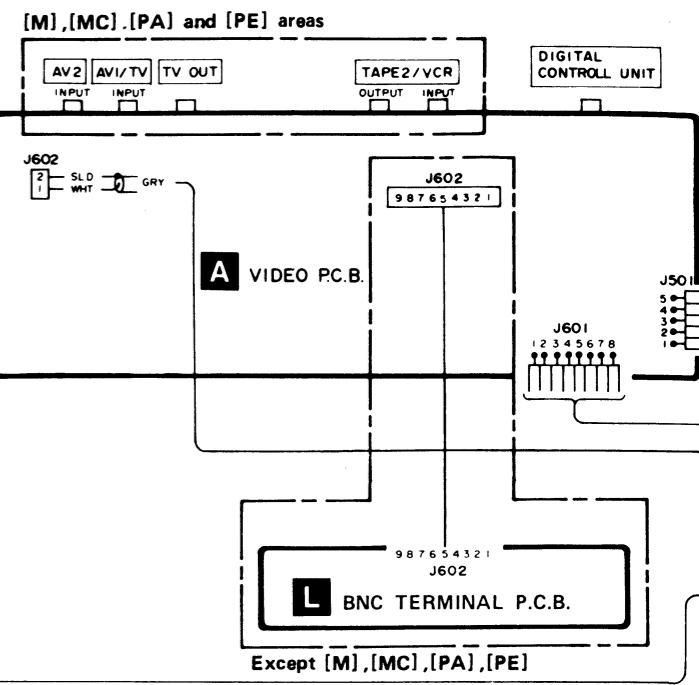 [M],[MC].[PA] and [PE] areas
AV2 AV1/TV TV OUT TAPE2/VCR
INPUT INPUT OUTPUT INPUT
DIGITAL
CONTROLL UNIT
J602
2 SLD
1 WHT
GRY
J602
9 8 7 6 5 4 3 2 1
A VIDEO P.C.B.
J501
5
4
3
2
1
J601
1 2 3 4 5 6 7 8
9 8 7 6 5 4 3 2 1
J602
L BNC TERMINAL P.C.B.
Except [M],[MC],[PA],[PE]